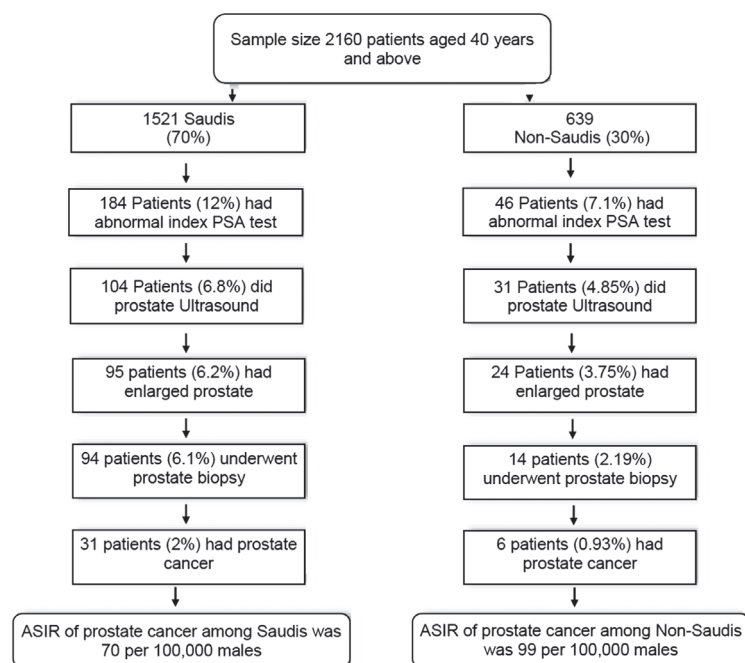 Sample size 2160 patients aged 40 years
and above
1521 Saudis
(70%)
184 Patients (12%) had
abnormal index PSA test
104 Patients (6.8%) did
prostate Ultrasound
95 patients (6.2%) had
enlarged prostate
94 patients (6.1%) underwent
prostate biopsy
31 patients (2%) had prostate
cancer
ASIR of prostate cancer among Saudis was
70 per 100,000 males
639
Non-Saudis (30%)
46 Patients (7.1%) had
abnormal index PSA test
31 Patients (4.85%) did
prostate Ultrasound
24 Patients (3.75%) had
enlarged prostate
14 patients (2.19%)
underwent prostate biopsy
6 patients (0.93%) had
prostate cancer
ASIR of prostate cancer among Non-Saudis
was 99 per 100,000 males